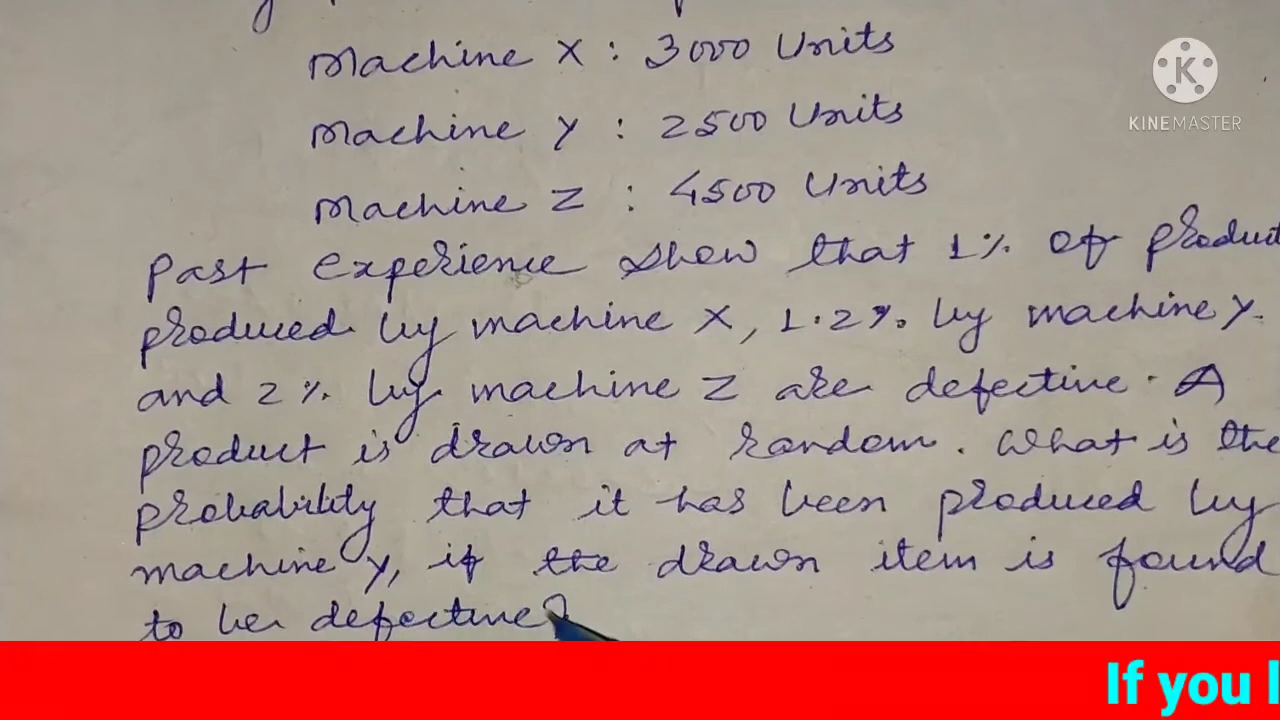 Machine X : 3000 Units
Machine Y : 2500 Units
Machine Z : 4500 Units
Past experience show that 1% of product
produced by machine X, 1.2% by machine Y.
and 2% by machine Z are defective. A
product is drawn at random. What is the
probability that it has been produced by
machine Y, if the drawn item is found
to be defective?
KINEMASTER
If you l